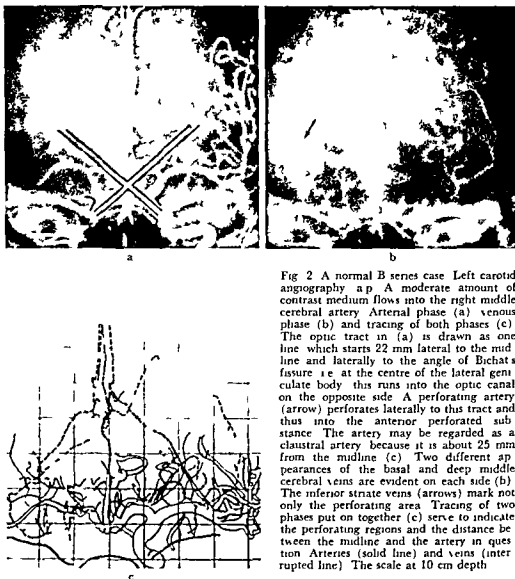 a
b
Fig 2 A normal B series case Left carotid
angiography a p A moderate amount of
contrast medium flows into the right middle
cerebral artery Arterial phase (a) venous
phase (b) and tracing of both phases (c)
The optic tract in (a) is drawn as one
line which starts 22 mm lateral to the mid
line and laterally to the angle of Bichat s
fissure i e at the centre of the lateral geni
culate body this runs into the optic canal
on the opposite side A perforating artery
(arrow) perforates laterally to this tract and
thus into the anterior perforated sub
stance The artery may be regarded as a
claustral artery because it is about 25 mm
from the midline (c) Two different ap
pearances of the basal and deep middle
cerebral veins are evident on each side (b)
The inferior striate veins (arrows) mark not
only the perforating area Tracing of two
phases put on together (c) serve to indicate
the perforating regions and the distance be
tween the midline and the artery in ques
tion Arteries (solid line) and veins (inter
rupted line) The scale at 10 cm depth
c